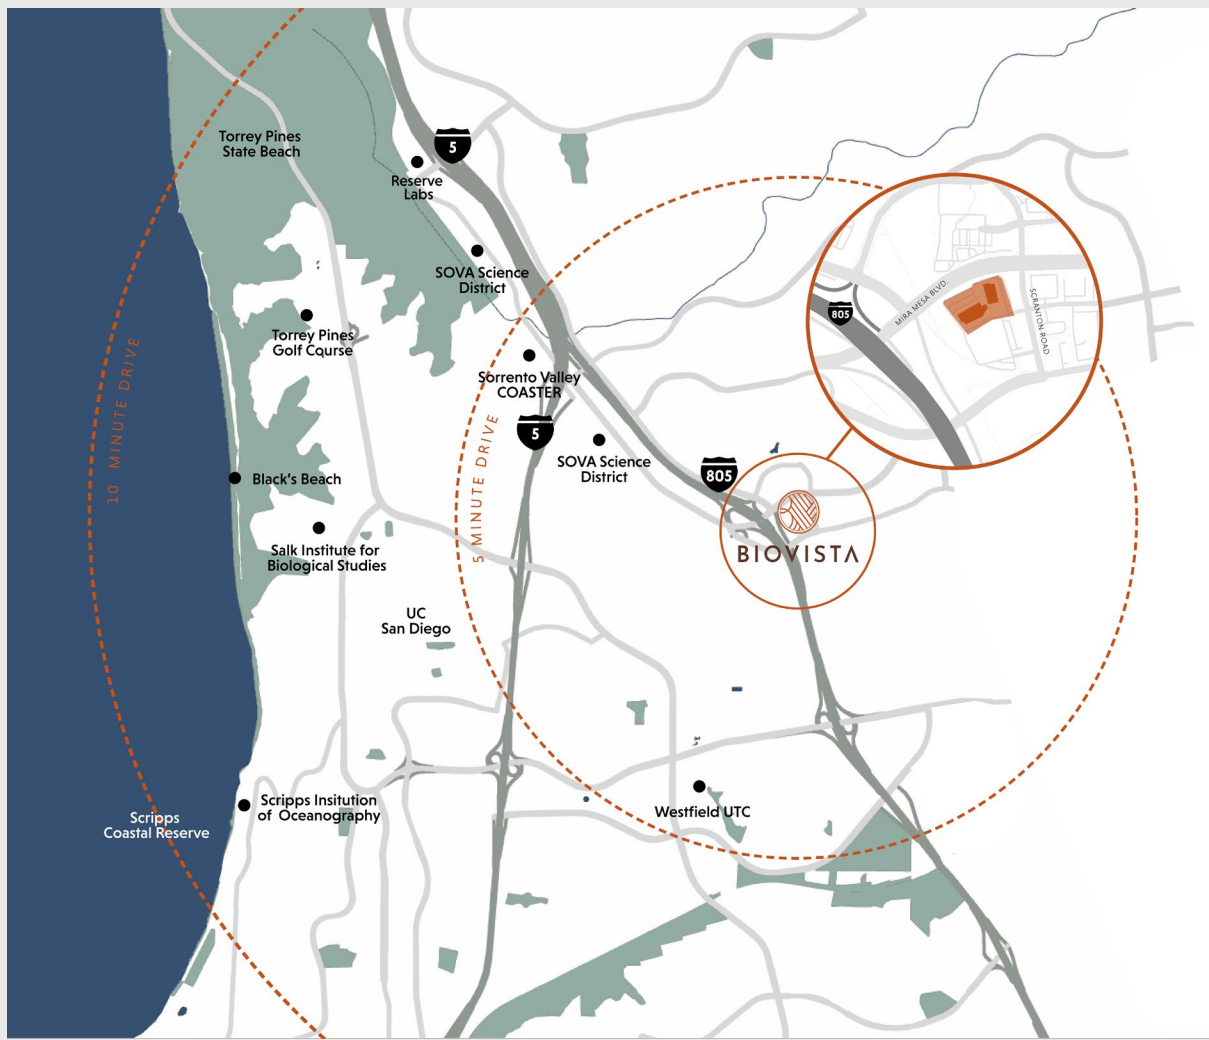 Torrey Pines
State Beach
5
Reserve
Labs
SOVA Science
District
Torrey Pines
Golf Course
10 MINUTE DRIVE
Sorrento Valley
COASTER
5
5 MINUTE DRIVE
SOVA Science
District
805
MIRA MESA BLVD.
SCRANTON ROAD
805
BIOVISTA
Black's Beach
Salk Institute for
Biological Studies
UC
San Diego
Scripps Insitution
of Oceanography
Scripps
Coastal Reserve
Westfield UTC